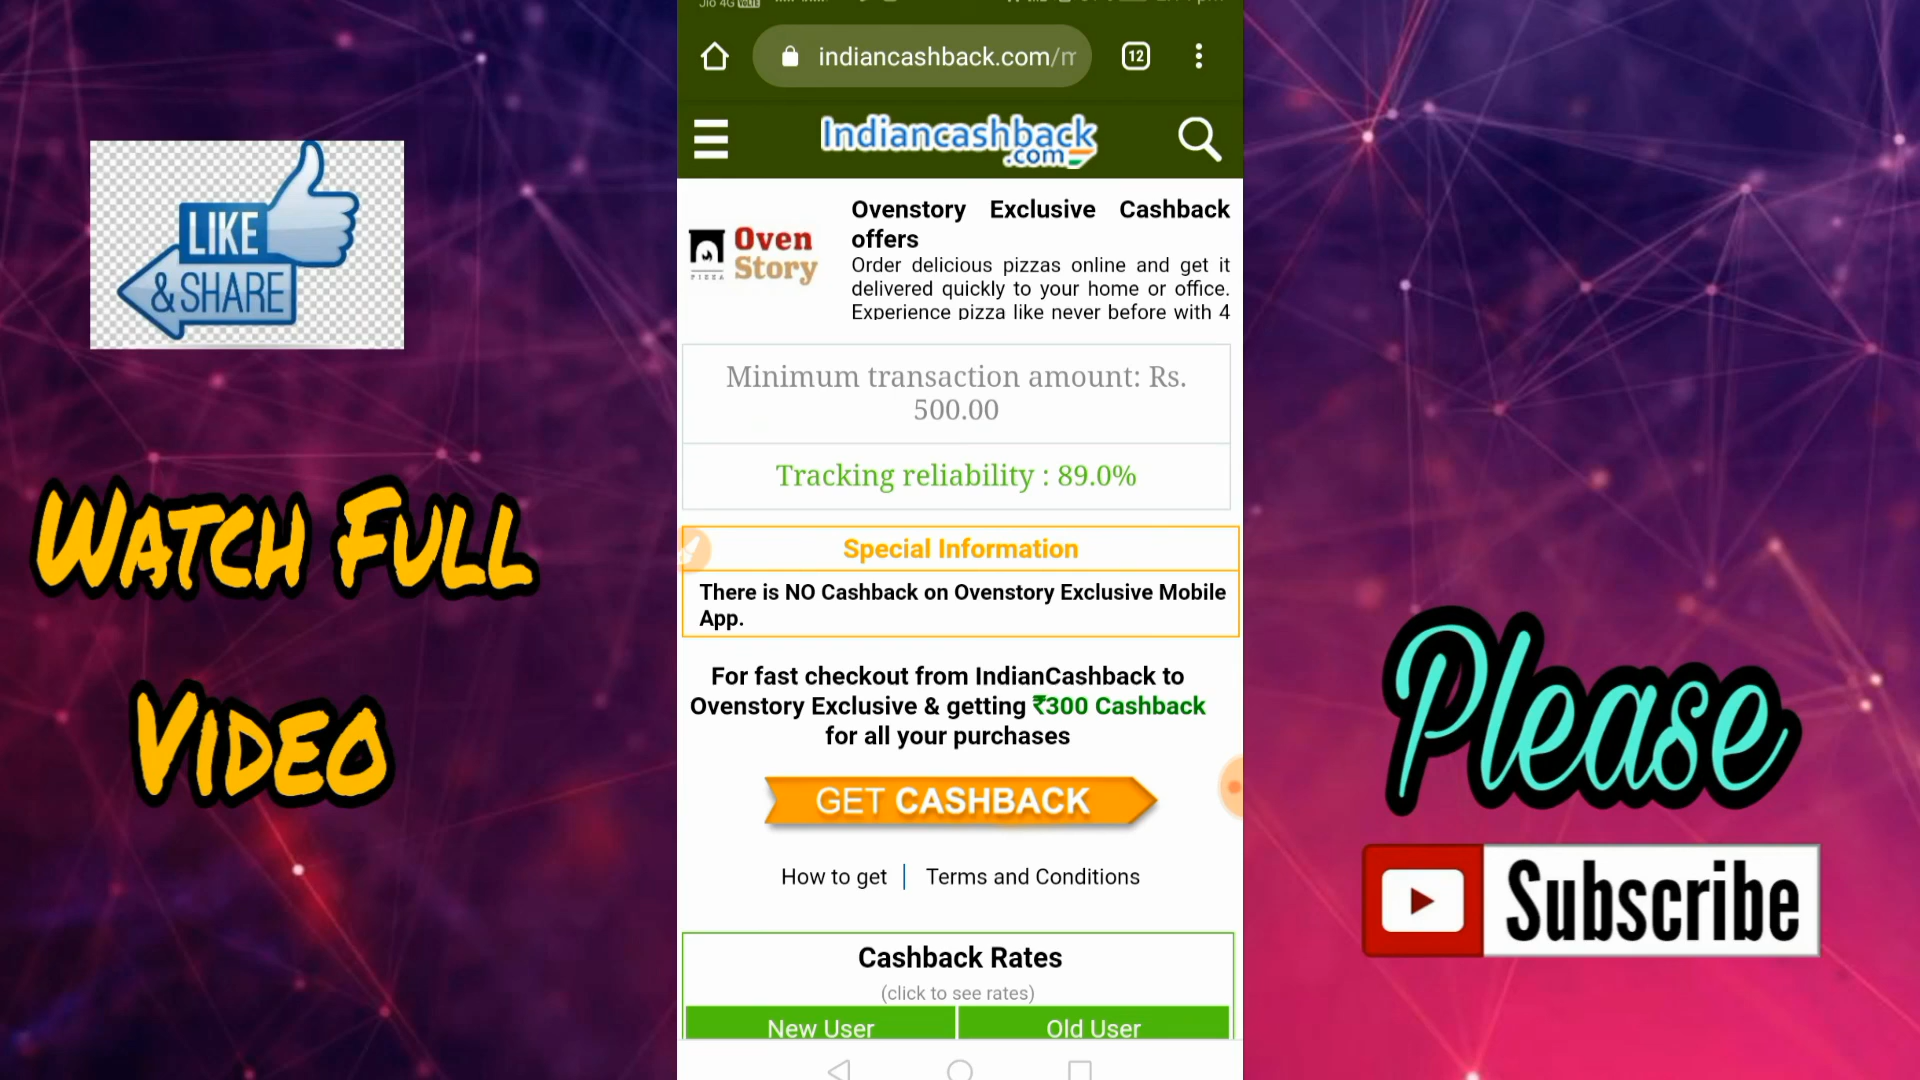 Jio 4G VoLTE
indiancashback.com/m
12
Indiancashback
.com
LIKE
& SHARE
Oven
Story
PIZZA
Ovenstory Exclusive Cashback
offers
Order delicious pizzas online and get it
delivered quickly to your home or office.
Experience pizza like never before with 4
Minimum transaction amount: Rs.
500.00
Tracking reliability : 89.0%
Special Information
There is NO Cashback on Ovenstory Exclusive Mobile
App.
WATCH FULL
VIDEO
For fast checkout from IndianCashback to
Ovenstory Exclusive & getting ₹300 Cashback
for all your purchases
GET CASHBACK
How to get | Terms and Conditions
Please
Subscribe
Cashback Rates
(click to see rates)
New User
Old User